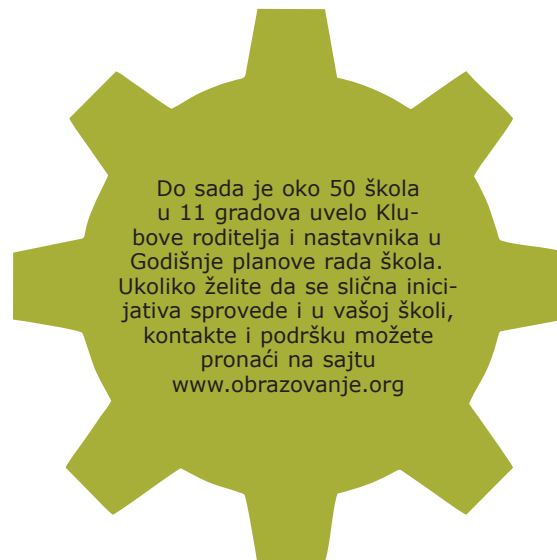 Do sada je oko 50 škola
u 11 gradova uvelo Klu-
bove roditelja i nastavnika u
Godišnje planove rada škola.
Ukoliko želite da se slična inici-
jativa sprovede i u vašoj školi,
kontakte i podršku možete
pronaći na sajtu
www.obrazovanje.org